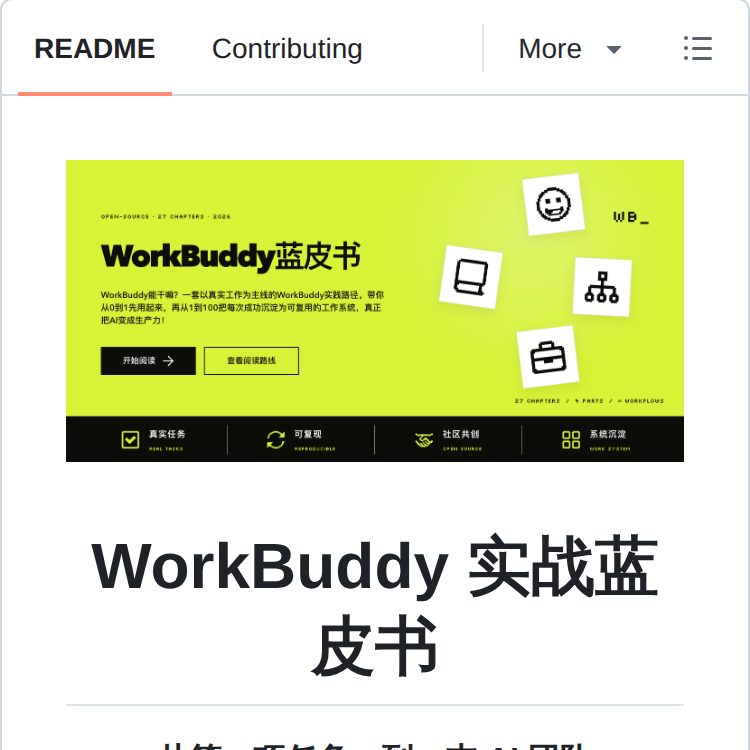 README
Contributing
More
OPEN-SOURCE · 27 CHAPTERS · 2026
WB_
WorkBuddy蓝皮书
WorkBuddy能干嘛？一套以真实工作为主线的WorkBuddy实践路径，带你
从0到1先用起来，再从1到100把每次成功沉淀为可复用的工作系统，真正
把AI变成生产力！
开始阅读
查看阅读路线
真实任务
REAL TASKS
可复现
REPRODUCIBLE
社区共创
OPEN SOURCE
系统沉淀
WORK SYSTEM
WorkBuddy 实战蓝
皮书